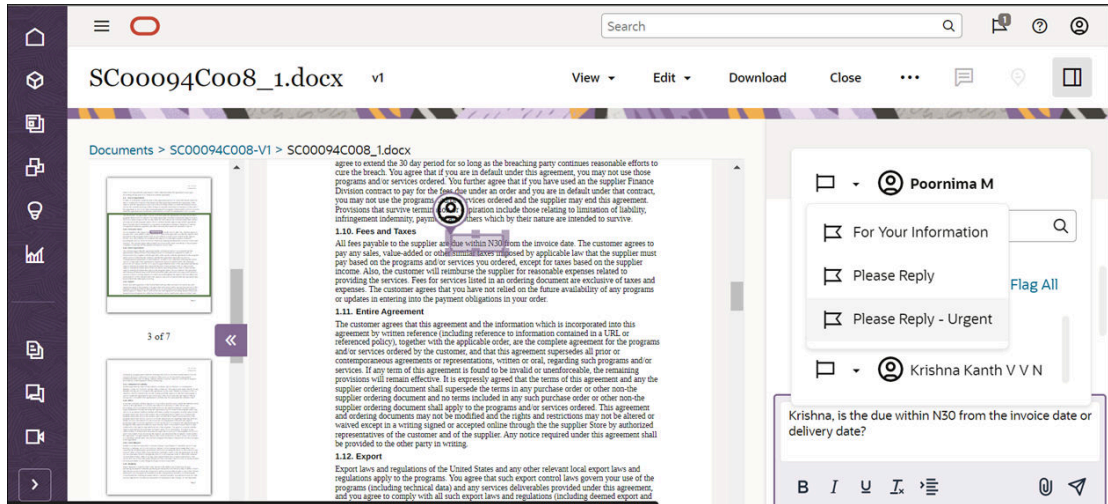 Search
1
SC00094C008_1.docx v1 View Edit Download Close
Documents > SC00094C008-V1 > SC00094C008_1.docx
agree to extend the 30 day period for so long as the breaching party continues reasonable efforts to
cure the breach. You agree that if you are in default under this agreement, you may not use those
programs and/or services ordered. You further agree that if you have used an the supplier Finance
Division contract to pay for the fees due under an order and you are in default under that contract,
you may not use the programs services ordered and the supplier may end this agreement.
Provisions that survive termin piration include those relating to limitation of liability,
infringement indemnity, paym thers which by their nature are intended to survive.
1.10. Fees and Taxes
All fees payable to the supplier are due within N30 from the invoice date. The customer agrees to
pay any sales, value-added or other similar taxes imposed by applicable law that the supplier must
pay based on the programs and/or services you ordered, except for taxes based on the supplier
income. Also, the customer will reimburse the supplier for reasonable expenses related to
providing the services. Fees for services listed in an ordering document are exclusive of taxes and
expenses. The customer agrees that you have not relied on the future availability of any programs
or updates in entering into the payment obligations in your order.
1.11. Entire Agreement
The customer agrees that this agreement and the information which is incorporated into this
agreement by written reference (including reference to information contained in a URL or
referenced policy), together with the applicable order, are the complete agreement for the programs
and/or services ordered by the customer, and that this agreement supersedes all prior or
contemporaneous agreements or representations, written or oral, regarding such programs and/or
services. If any term of this agreement is found to be invalid or unenforceable, the remaining
provisions will remain effective. It is expressly agreed that the terms of this agreement and any the
supplier ordering document shall supersede the terms in any purchase order or other non-the
supplier ordering document and no terms included in any such purchase order or other non-the
supplier ordering document shall apply to the programs and/or services ordered. This agreement
and ordering documents may not be modified and the rights and restrictions may not be altered or
waived except in a writing signed or accepted online through the the supplier Store by authorized
representatives of the customer and of the supplier. Any notice required under this agreement shall
be provided to the other party in writing.
1.12. Export
Export laws and regulations of the United States and any other relevant local export laws and
regulations apply to the programs. You agree that such export control laws govern your use of the
programs (including technical data) and any services deliverables provided under this agreement,
and you agree to comply with all such export laws and regulations (including deemed export and
3 of 7
Poornima M
For Your Information
Please Reply
Flag All
Please Reply - Urgent
Krishna Kanth V V N
Krishna, is the due within N30 from the invoice date or
delivery date?
B I U Tx